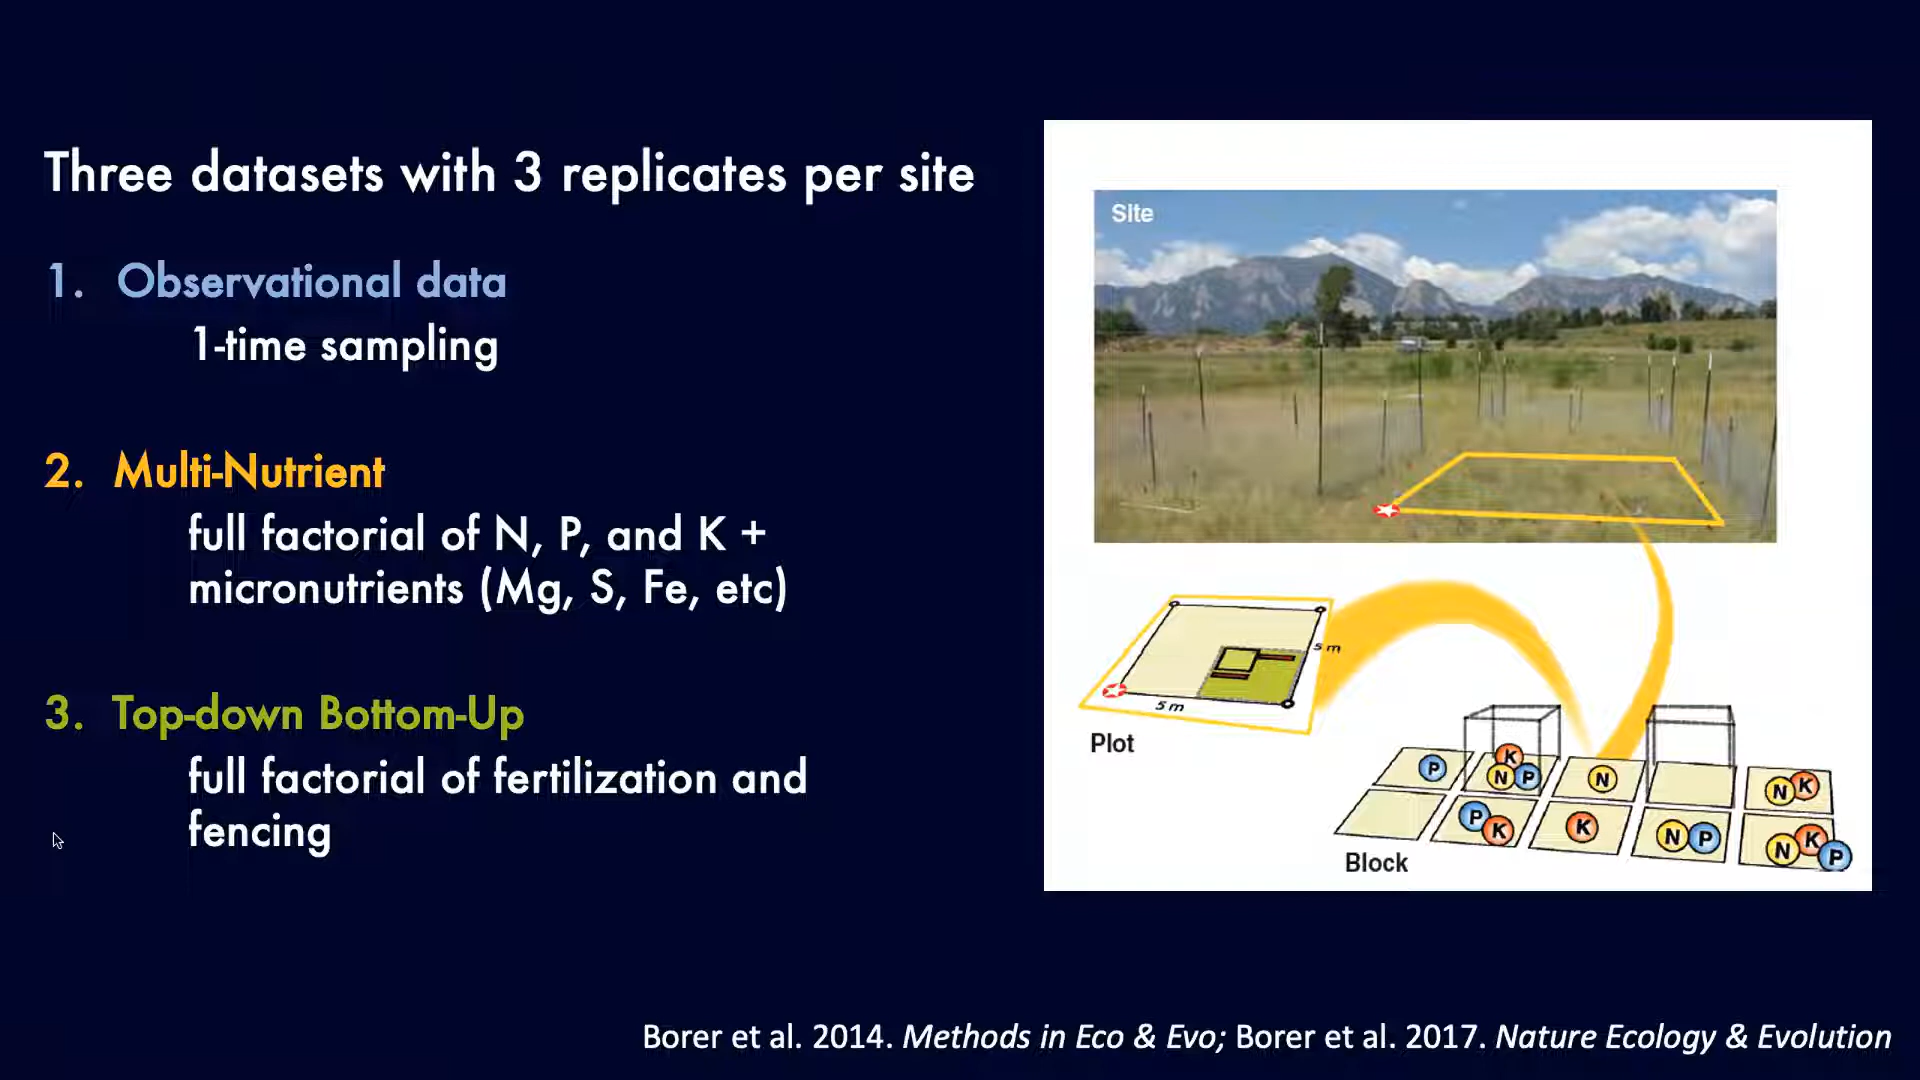 Three datasets with 3 replicates per site
1. Observational data
1-time sampling
2. Multi-Nutrient
full factorial of N, P, and K +
micronutrients (Mg, S, Fe, etc)
3. Top-down Bottom-Up
full factorial of fertilization and
fencing
Site
5 m
5 m
Plot
P
K
N P
N
N K
P K
K
N P
N K P
Block
Borer et al. 2014. Methods in Eco & Evo; Borer et al. 2017. Nature Ecology & Evolution